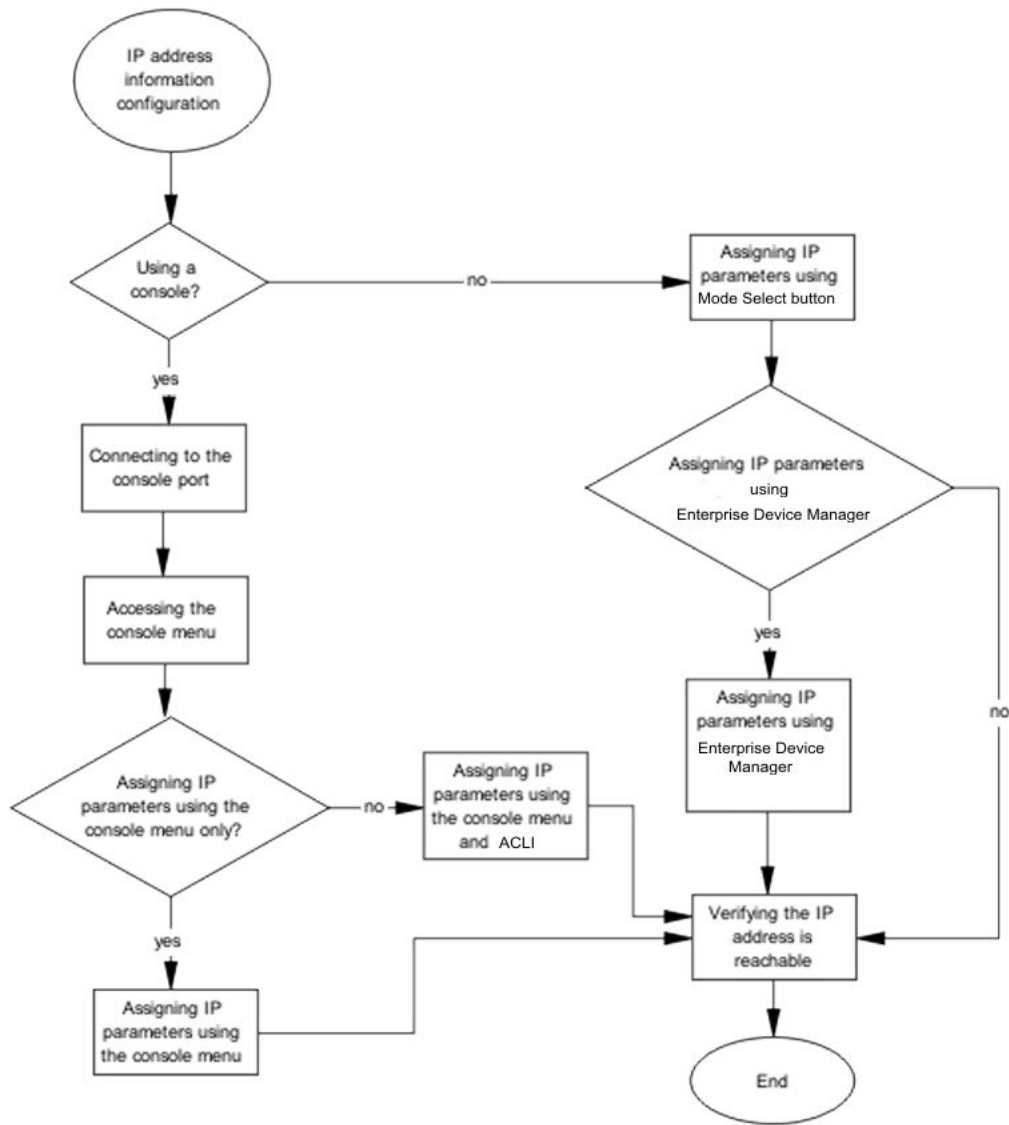 IP address
information
configuration
Using a
console?
no
Assigning IP
parameters using
Mode Select button
yes
Connecting to the
console port
Assigning IP parameters
using
Enterprise Device Manager
Accessing the
console menu
yes
Assigning IP
parameters using
Enterprise Device
Manager
no
Assigning IP
parameters using the
console menu only?
no
Assigning IP
parameters using
the console menu
and ACLI
Verifying the IP
address is
reachable
yes
Assigning IP
parameters using
the console menu
End